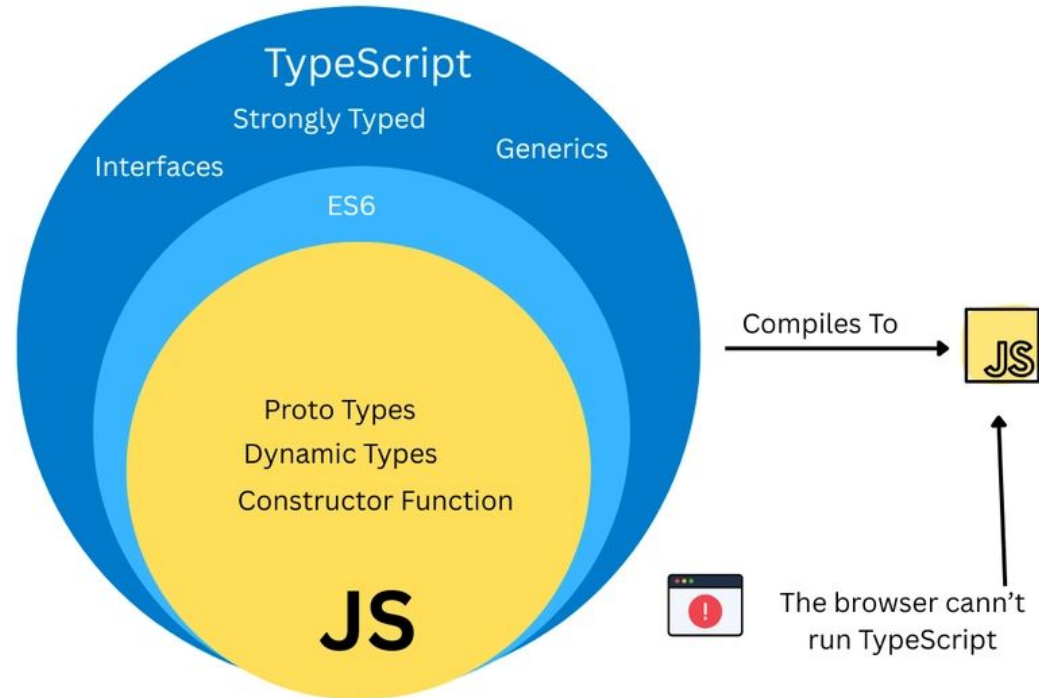 TypeScript
Strongly Typed
Interfaces
Generics
ES6
Proto Types
Dynamic Types
Constructor Function
JS
Compiles To
JS
!
The browser cann't
run TypeScript